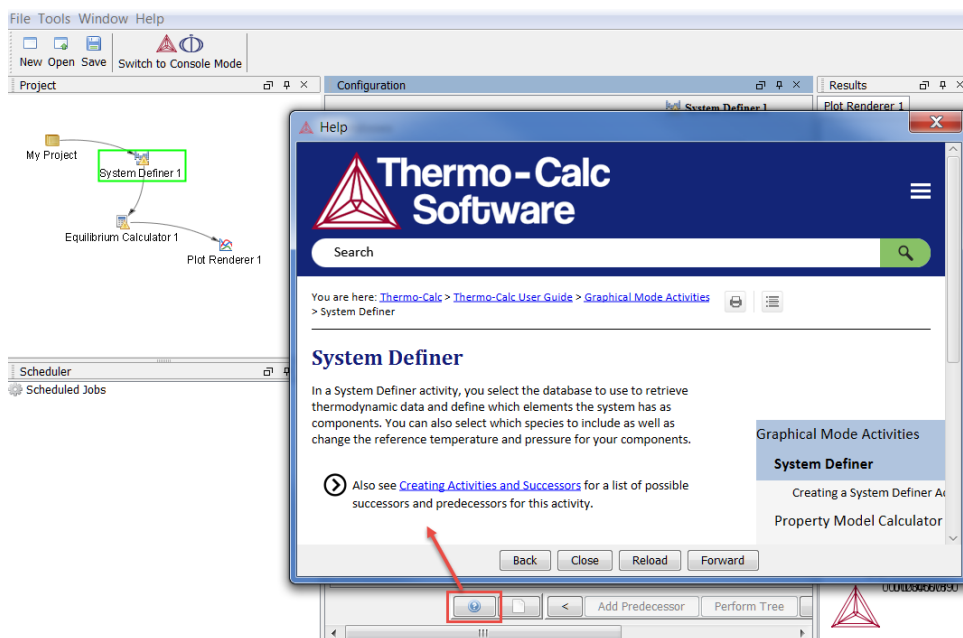 File Tools Window Help
New Open Save Switch to Console Mode
Project
Configuration
Results
System Definer 1
Plot Renderer 1
My Project
System Definer 1
Equilibrium Calculator 1
Plot Renderer 1
Scheduler
Scheduled Jobs
Help
Thermo-Calc
Software
Search
You are here: Thermo-Calc > Thermo-Calc User Guide > Graphical Mode Activities
> System Definer
System Definer
In a System Definer activity, you select the database to use to retrieve
thermodynamic data and define which elements the system has as
components. You can also select which species to include as well as
change the reference temperature and pressure for your components.
Also see Creating Activities and Successors for a list of possible
successors and predecessors for this activity.
Graphical Mode Activities
System Definer
Creating a System Definer
Property Model Calculator
Back Close Reload Forward
< Add Predecessor Perform Tree